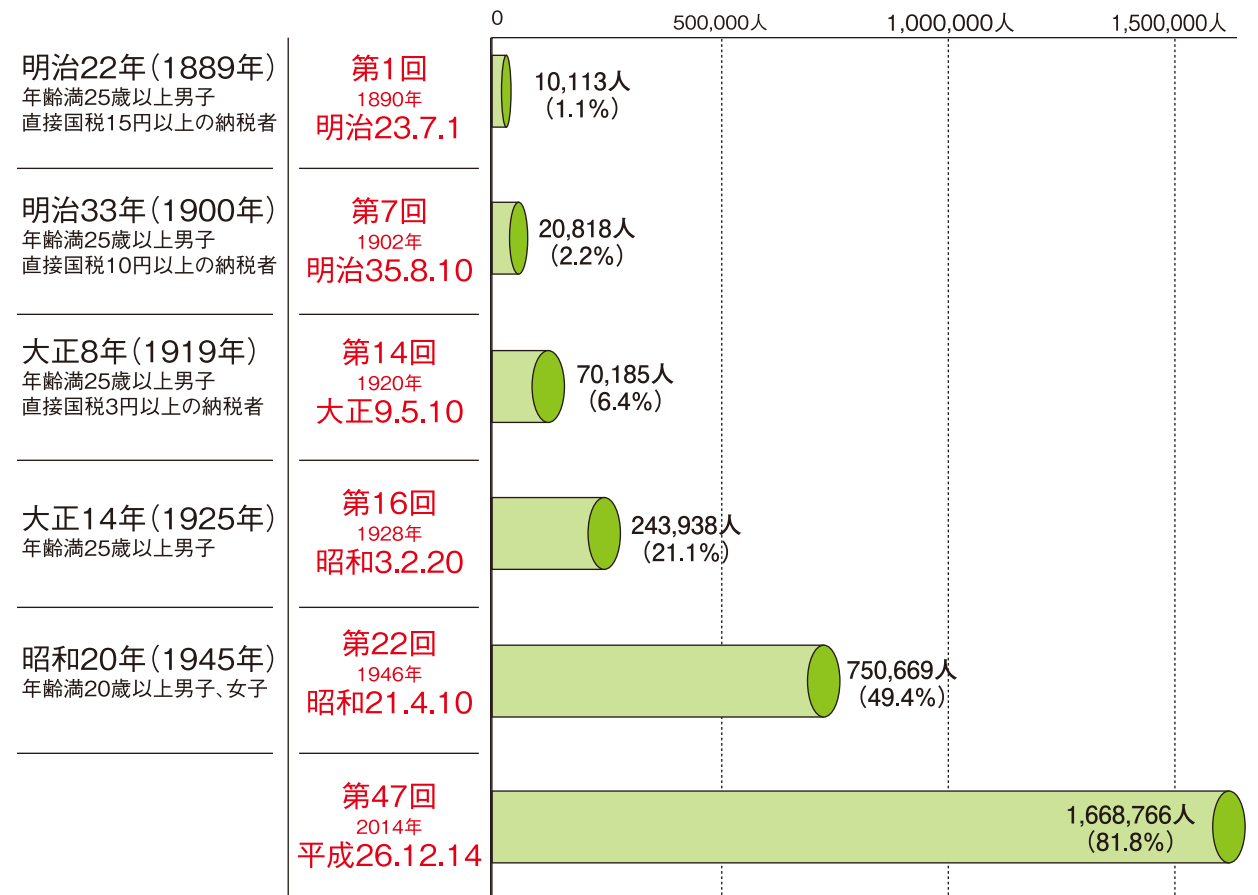 0
500,000人
1,000,000人
1,500,000人
明治22年(1889年)
年齢満25歳以上男子
直接国税15円以上の納税者
第1回
1890年
明治23.7.1
10,113人
(1.1%)
明治33年(1900年)
年齢満25歳以上男子
直接国税10円以上の納税者
第7回
1902年
明治35.8.10
20,818人
(2.2%)
大正8年(1919年)
年齢満25歳以上男子
直接国税3円以上の納税者
第14回
1920年
大正9.5.10
70,185人
(6.4%)
大正14年(1925年)
年齢満25歳以上男子
第16回
1928年
昭和3.2.20
243,938人
(21.1%)
昭和20年(1945年)
年齢満20歳以上男子、女子
第22回
1946年
昭和21.4.10
750,669人
(49.4%)
第47回
2014年
平成26.12.14
1,668,766人
(81.8%)